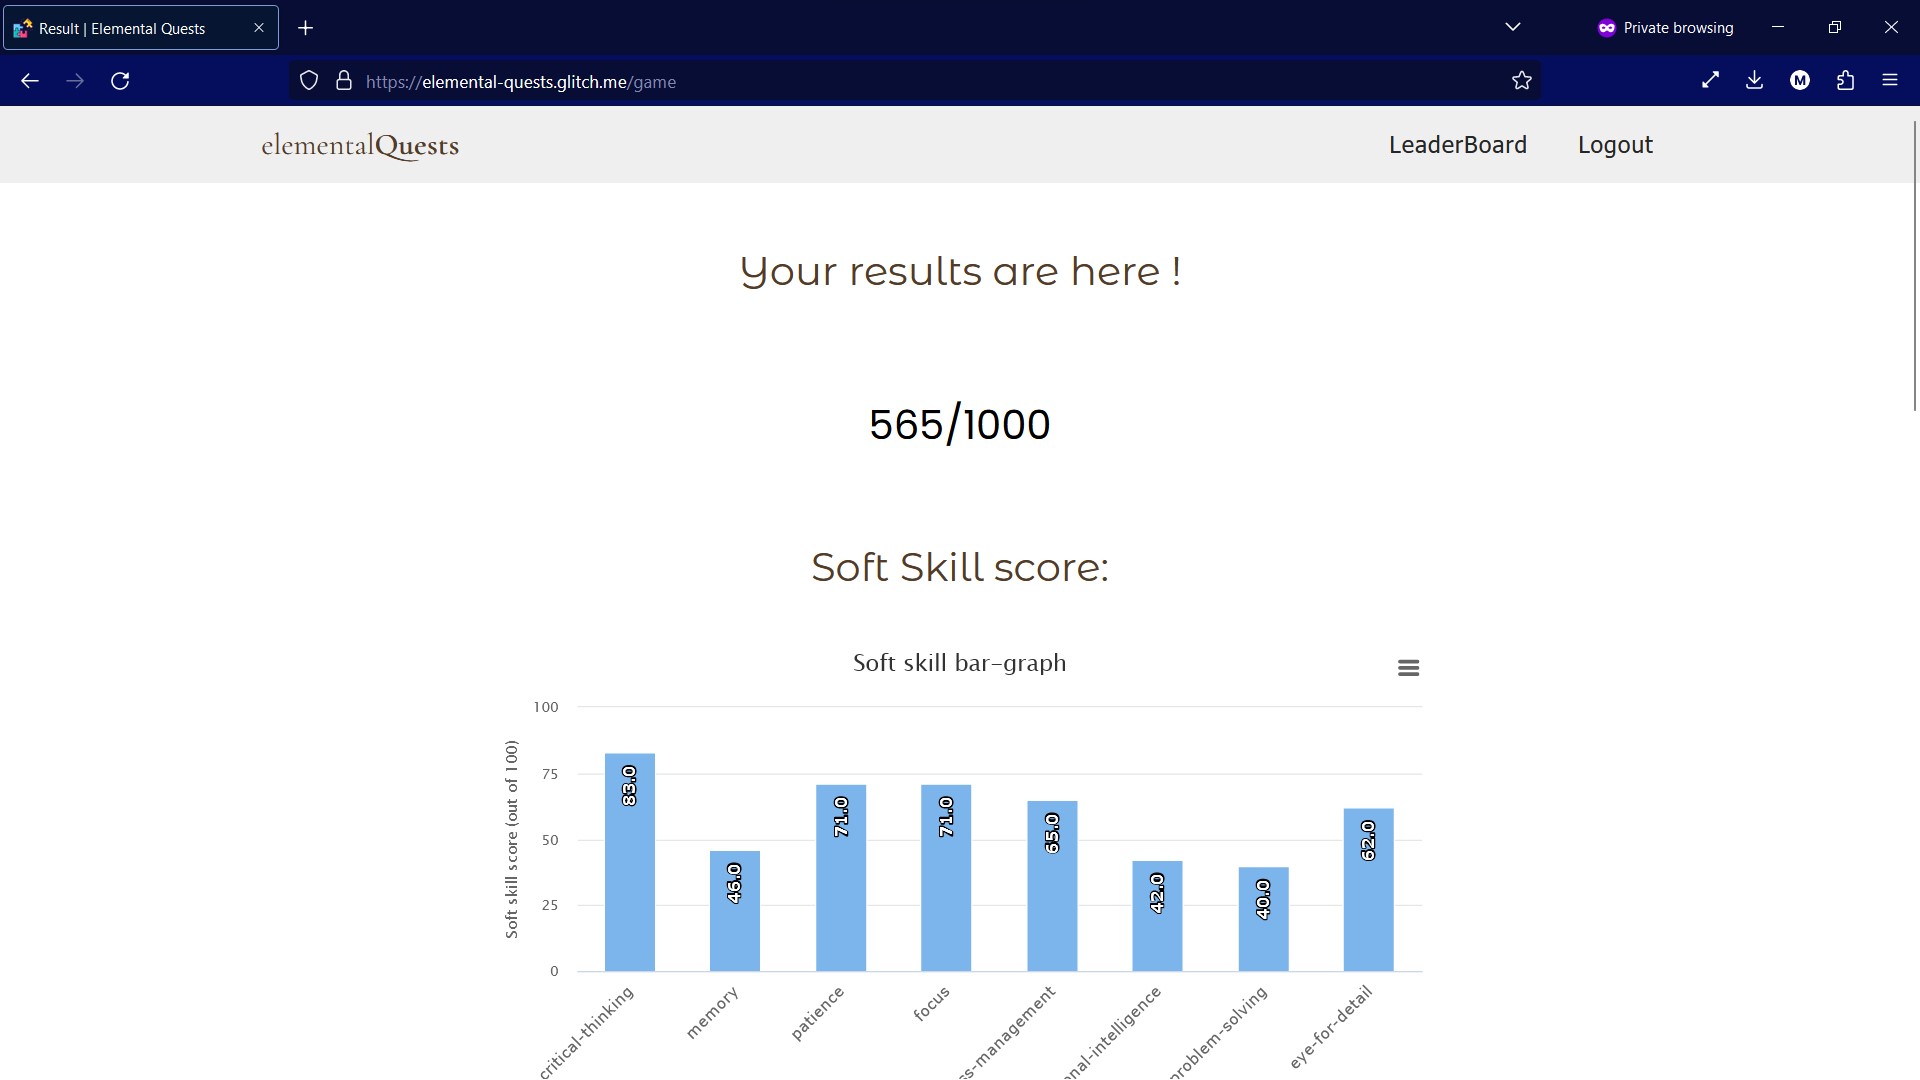 Result | Elemental Quests
Private browsing
https://elemental-quests.glitch.me/game
M
elementalQuests
LeaderBoard
Logout
Your results are here !
565/1000
Soft Skill score:
Soft skill bar-graph
Soft skill score (out of 100)
100
75
50
25
0
83.0
46.0
71.0
71.0
65.0
42.0
40.0
62.0
critical-thinking
memory
patience
focus
ss-management
nal-intelligence
problem-solving
eye-for-detail